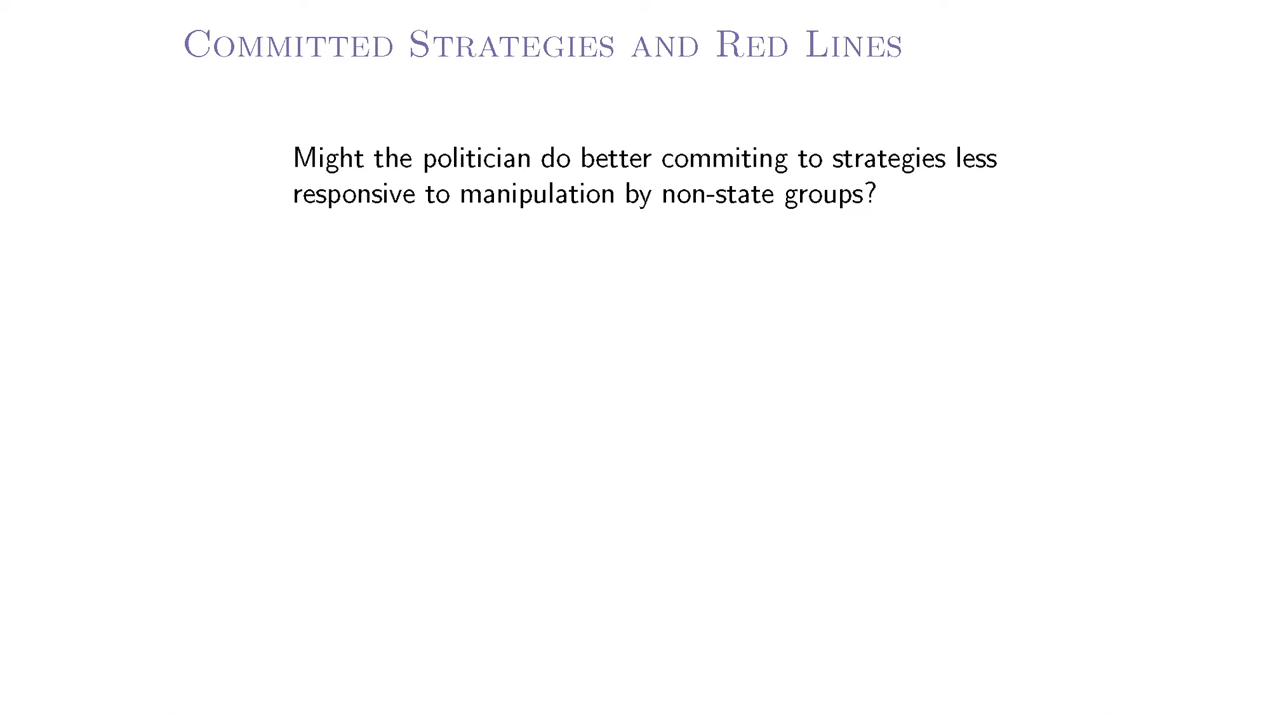 Committed Strategies and Red Lines
Might the politician do better commiting to strategies less
responsive to manipulation by non-state groups?